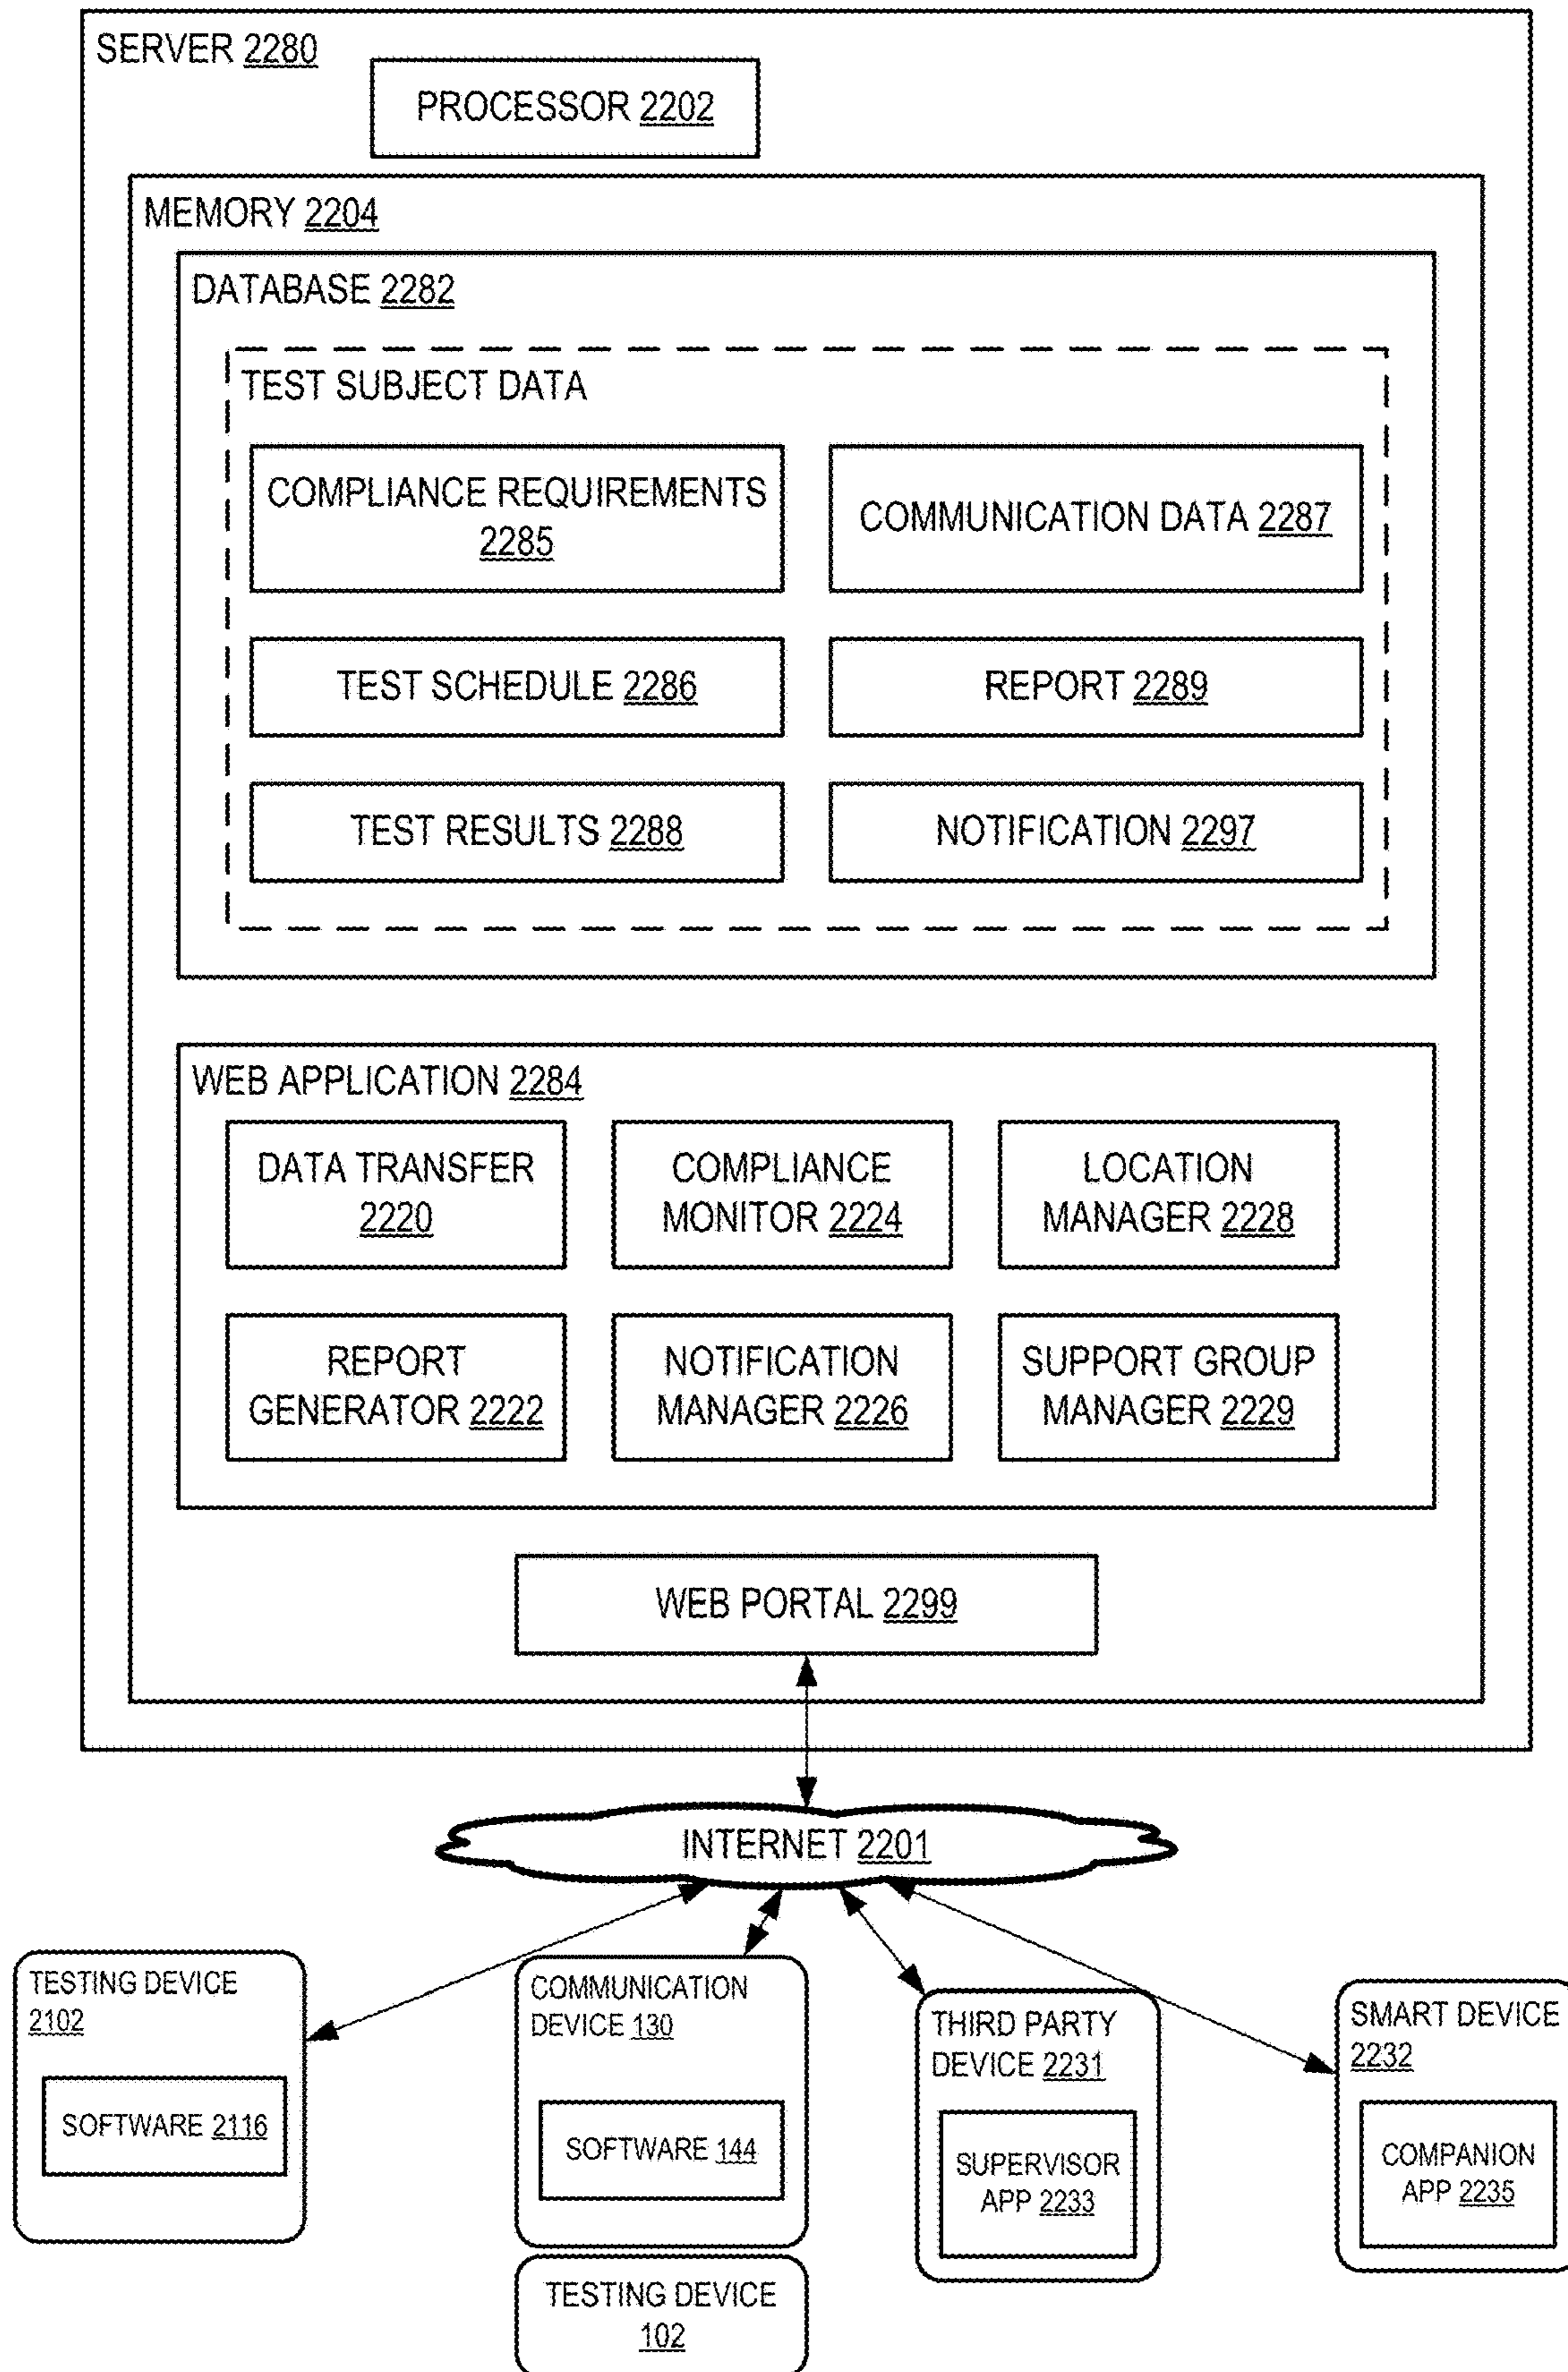 SERVER 2280
PROCESSOR 2202
MEMORY 2204
DATABASE 2282
TEST SUBJECT DATA
COMPLIANCE REQUIREMENTS
2285
COMMUNICATION DATA 2287
TEST SCHEDULE 2286
REPORT 2289
TEST RESULTS 2288
NOTIFICATION 2297
WEB APPLICATION 2284
DATA TRANSFER
2220
COMPLIANCE
MONITOR 2224
LOCATION
MANAGER 2228
REPORT
GENERATOR 2222
NOTIFICATION
MANAGER 2226
SUPPORT GROUP
MANAGER 2229
WEB PORTAL 2299
INTERNET 2201
TESTING DEVICE
2102
SOFTWARE 2116
COMMUNICATION
DEVICE 130
SOFTWARE 144
TESTING DEVICE
102
THIRD PARTY
DEVICE 2231
SUPERVISOR
APP 2233
SMART DEVICE
2232
COMPANION
APP 2235